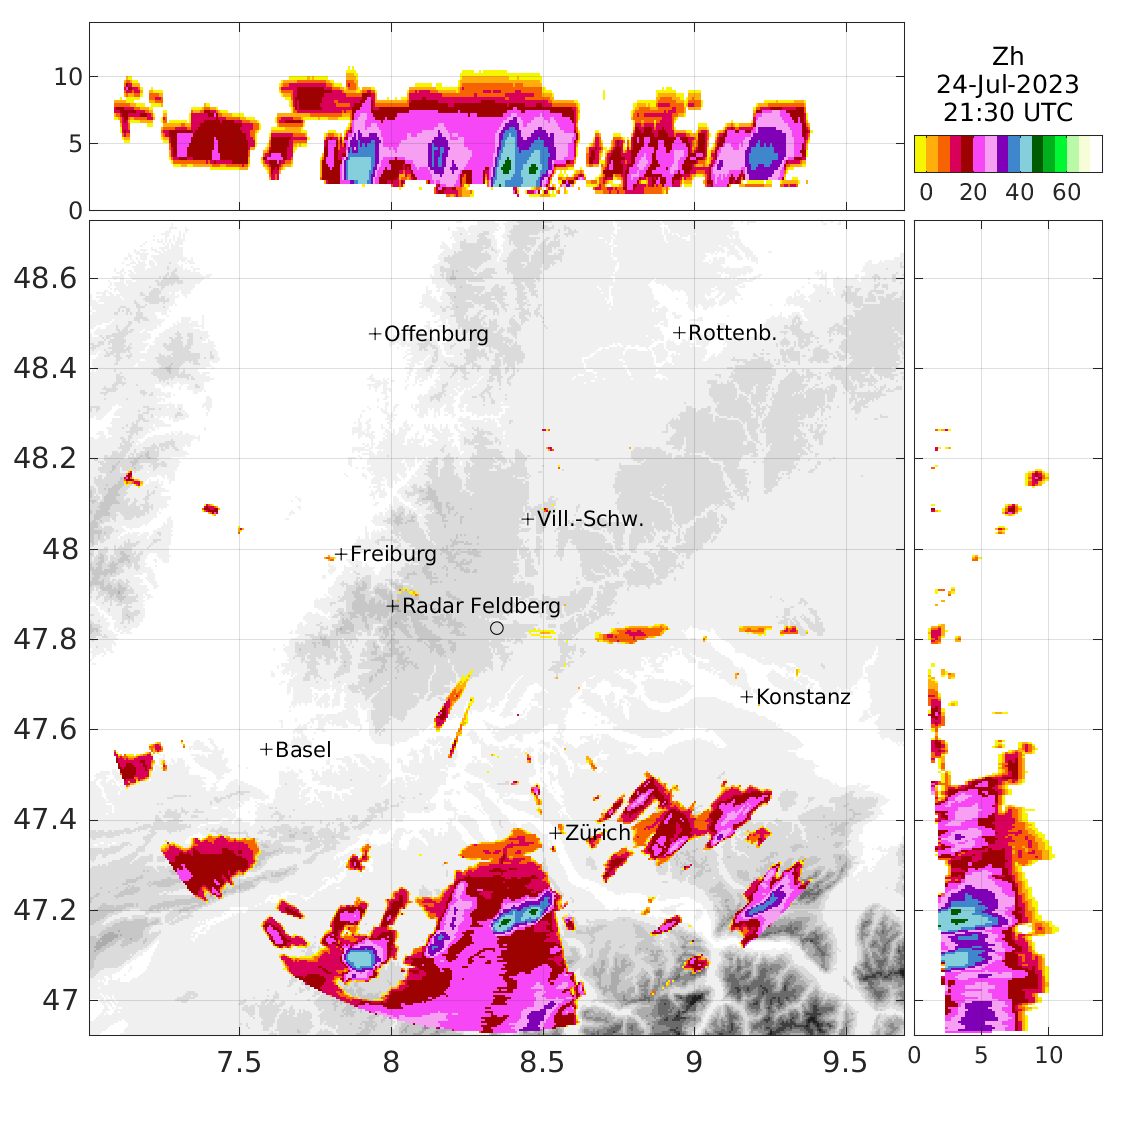 10
5
0
Zh
24-Jul-2023
21:30 UTC
0
20
40
60
48.6
48.4
48.2
48
47.8
47.6
47.4
47.2
47
+Offenburg
+Rottenb.
+Vill.-Schw.
+Freiburg
+Radar Feldberg
+Konstanz
+Basel
+Zürich
7.5
8
8.5
9
9.5
0
5
10